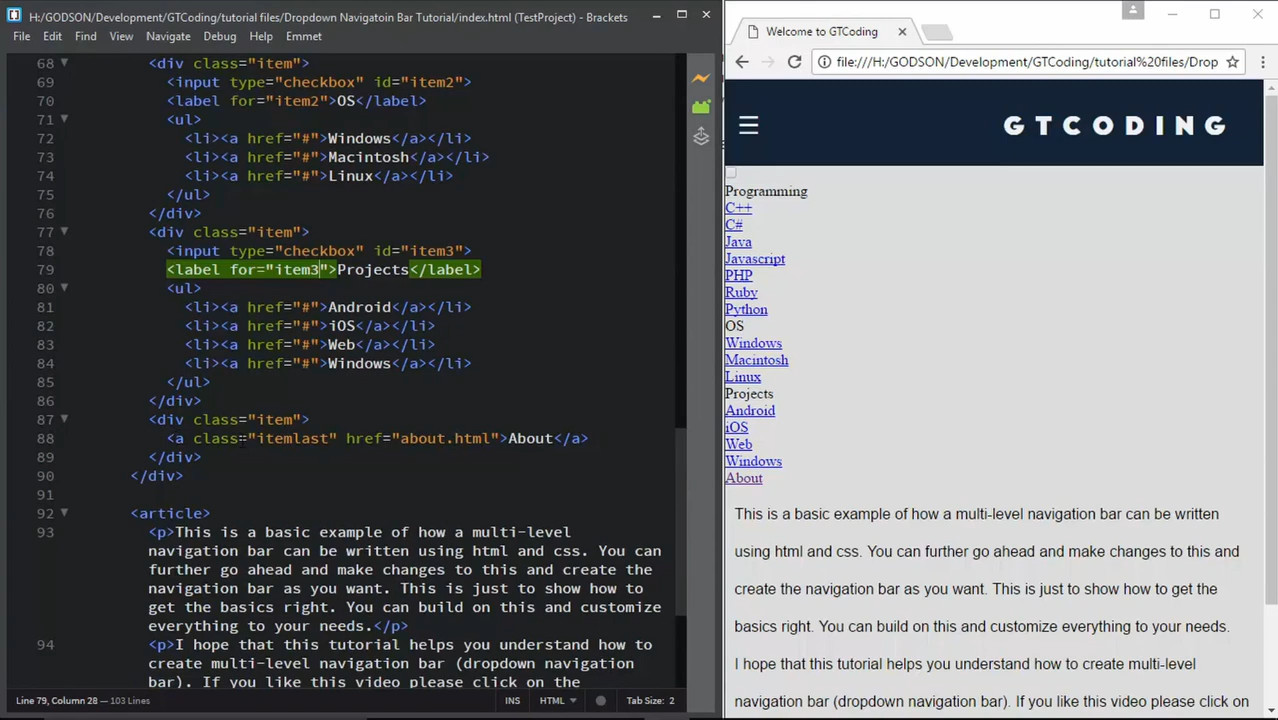 H:/GODSON/Development/GTCoding/tutorial files/Dropdown Navigatoin Bar Tutorial/index.html (TestProject) - Brackets
File Edit Find View Navigate Debug Help Emmet
68 <div class="item">
69 <input type="checkbox" id="item2">
70 <label for="item2">OS</label>
71 <ul>
72 <li><a href="#">Windows</a></li>
73 <li><a href="#">Macintosh</a></li>
74 <li><a href="#">Linux</a></li>
75 </ul>
76 </div>
77 <div class="item">
78 <input type="checkbox" id="item3">
79 <label for="item3">Projects</label>
80 <ul>
81 <li><a href="#">Android</a></li>
82 <li><a href="#">iOS</a></li>
83 <li><a href="#">Web</a></li>
84 <li><a href="#">Windows</a></li>
85 </ul>
86 </div>
87 <div class="item">
88 <a class="itemlast" href="about.html">About</a>
89 </div>
90 </div>
91
92 <article>
93 <p>This is a basic example of how a multi-level
navigation bar can be written using html and css. You can
further go ahead and make changes to this and create the
navigation bar as you want. This is just to show how to
get the basics right. You can build on this and customize
everything to your needs.</p>
94 <p>I hope that this tutorial helps you understand how to
create multi-level navigation bar (dropdown navigation
bar). If you like this video please click on the
Line 79, Column 28 — 103 Lines
INS HTML Tab Size: 2
Welcome to GTCoding
file:///H:/GODSON/Development/GTCoding/tutorial%20files/Drop
GTCODING
Programming
C++
C#
Java
Javascript
PHP
Ruby
Python
OS
Windows
Macintosh
Linux
Projects
Android
iOS
Web
Windows
About
This is a basic example of how a multi-level navigation bar can be written
using html and css. You can further go ahead and make changes to this and
create the navigation bar as you want. This is just to show how to get the
basics right. You can build on this and customize everything to your needs.
I hope that this tutorial helps you understand how to create multi-level
navigation bar (dropdown navigation bar). If you like this video please click on